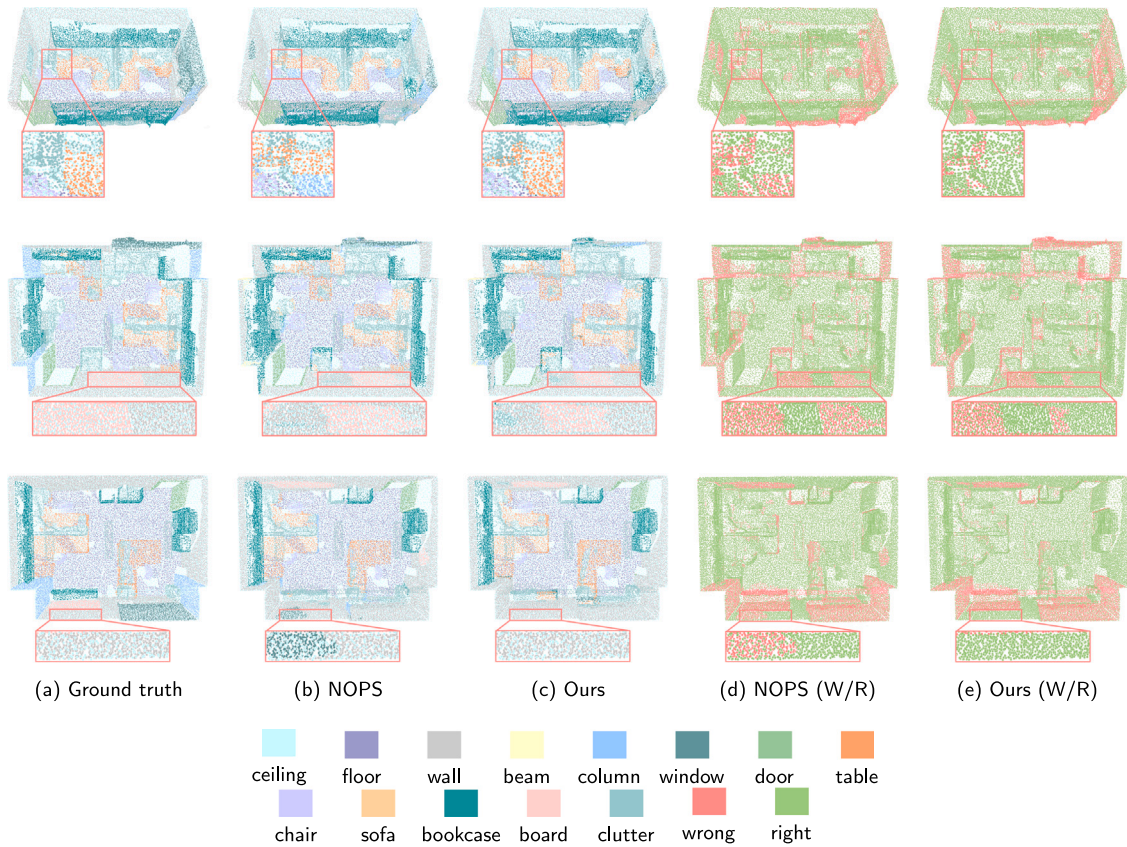 (a) Ground truth (b) NOPS (c) Ours (d) NOPS (W/R) (e) Ours (W/R)
ceiling floor wall beam column window door table
chair sofa bookcase board clutter wrong right